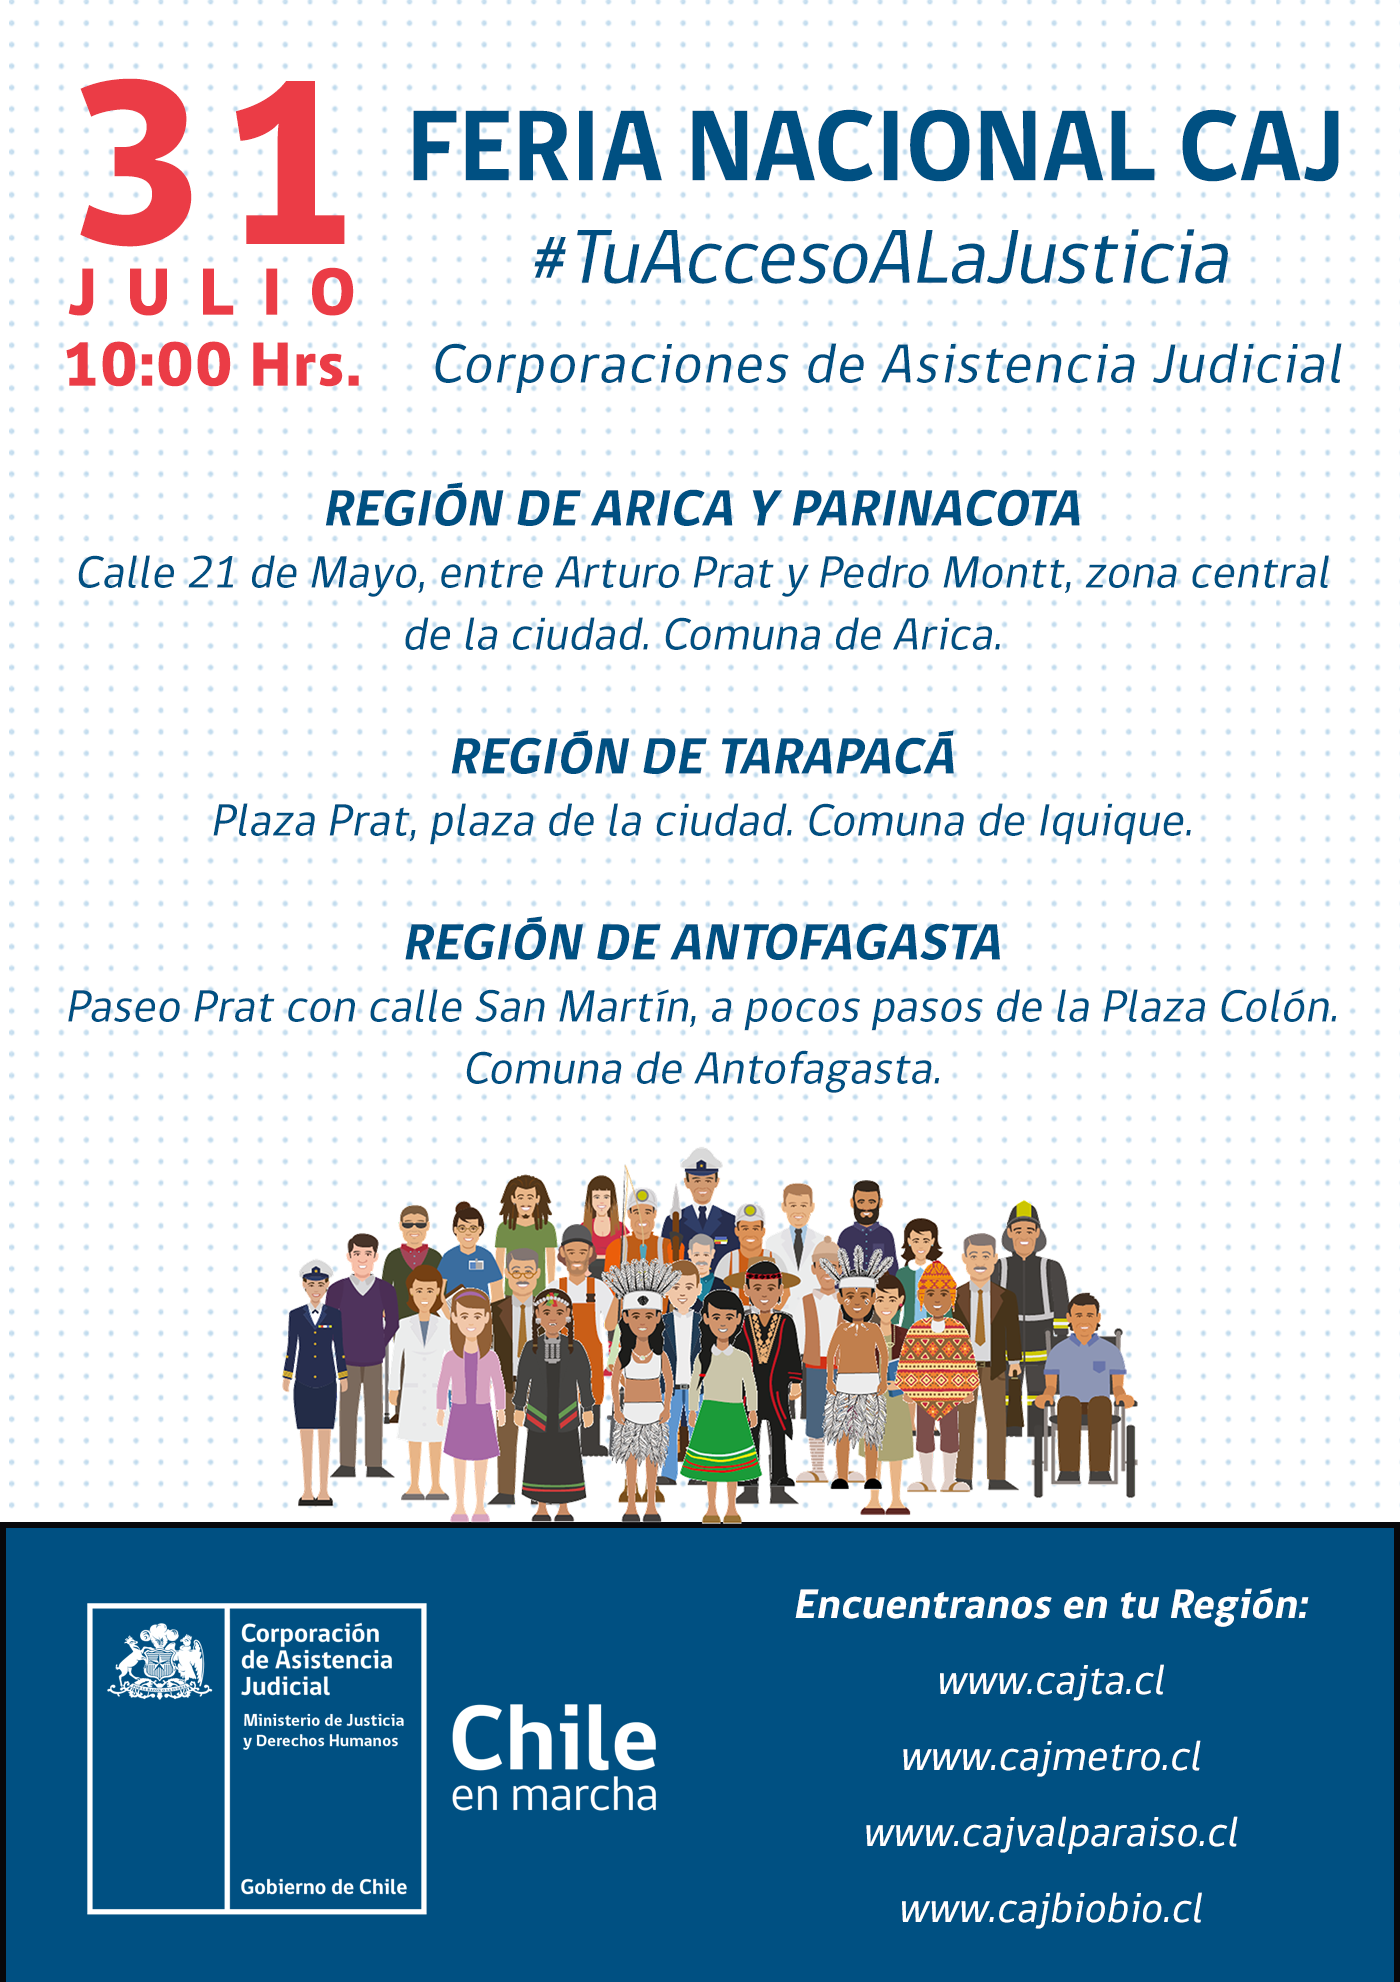 31
JULIO
10:00 Hrs.
FERIA NACIONAL CAJ
#TuAccesoALaJusticia
Corporaciones de Asistencia Judicial
REGIÓN DE ARICA Y PARINACOTA
Calle 21 de Mayo, entre Arturo Prat y Pedro Montt, zona central
de la ciudad. Comuna de Arica.
REGIÓN DE TARAPACÁ
Plaza Prat, plaza de la ciudad. Comuna de Iquique.
REGIÓN DE ANTOFAGASTA
Paseo Prat con calle San Martín, a pocos pasos de la Plaza Colón.
Comuna de Antofagasta.
Corporación
de Asistencia
Judicial
Ministerio de Justicia
y Derechos Humanos
Gobierno de Chile
Chile
en marcha
Encuentranos en tu Región:
www.cajta.cl
www.cajmetro.cl
www.cajvalparaiso.cl
www.cajbiobio.cl